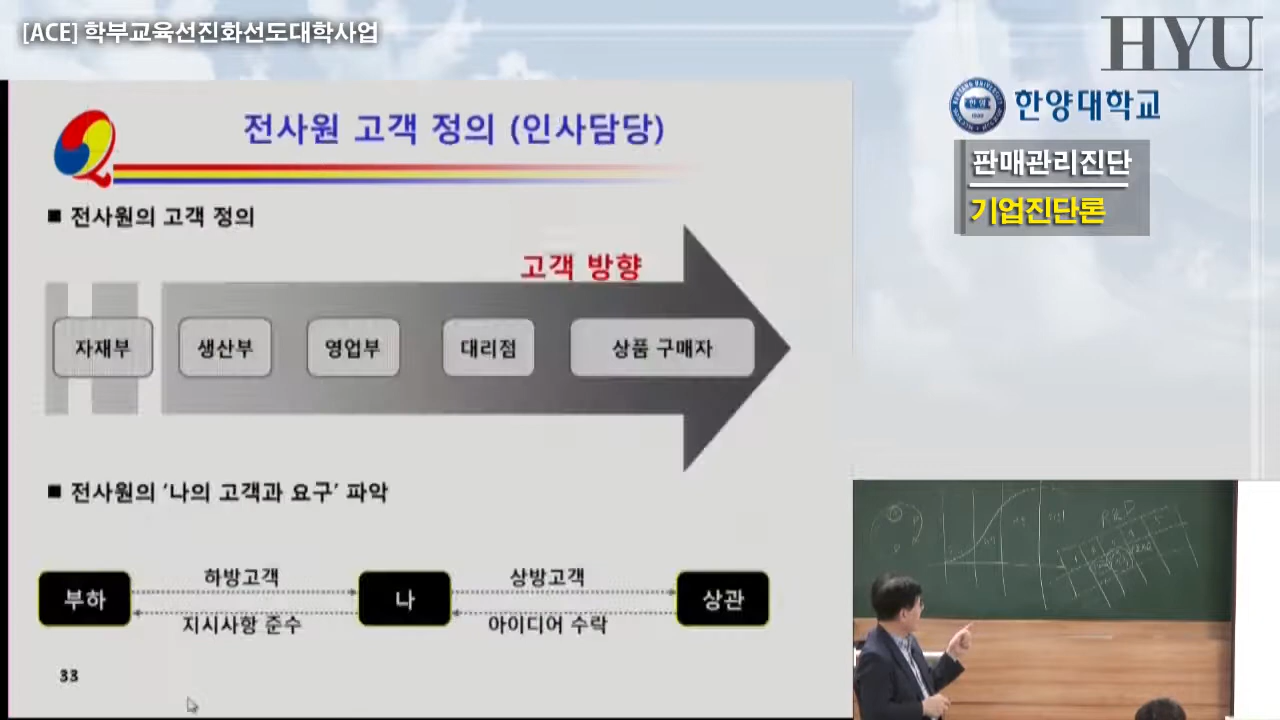 [ACE] 학부교육선진화선도대학사업
HYU
한양대학교
판매관리진단
기업진단론
전사원 고객 정의 (인사담당)
■ 전사원의 고객 정의
고객 방향
자재부 생산부 영업부 대리점 상품 구매자
■ 전사원의 ‘나의 고객과 요구’ 파악
하방고객 상방고객
부하 나 상관
지시사항 준수 아이디어 수락
33
R&D